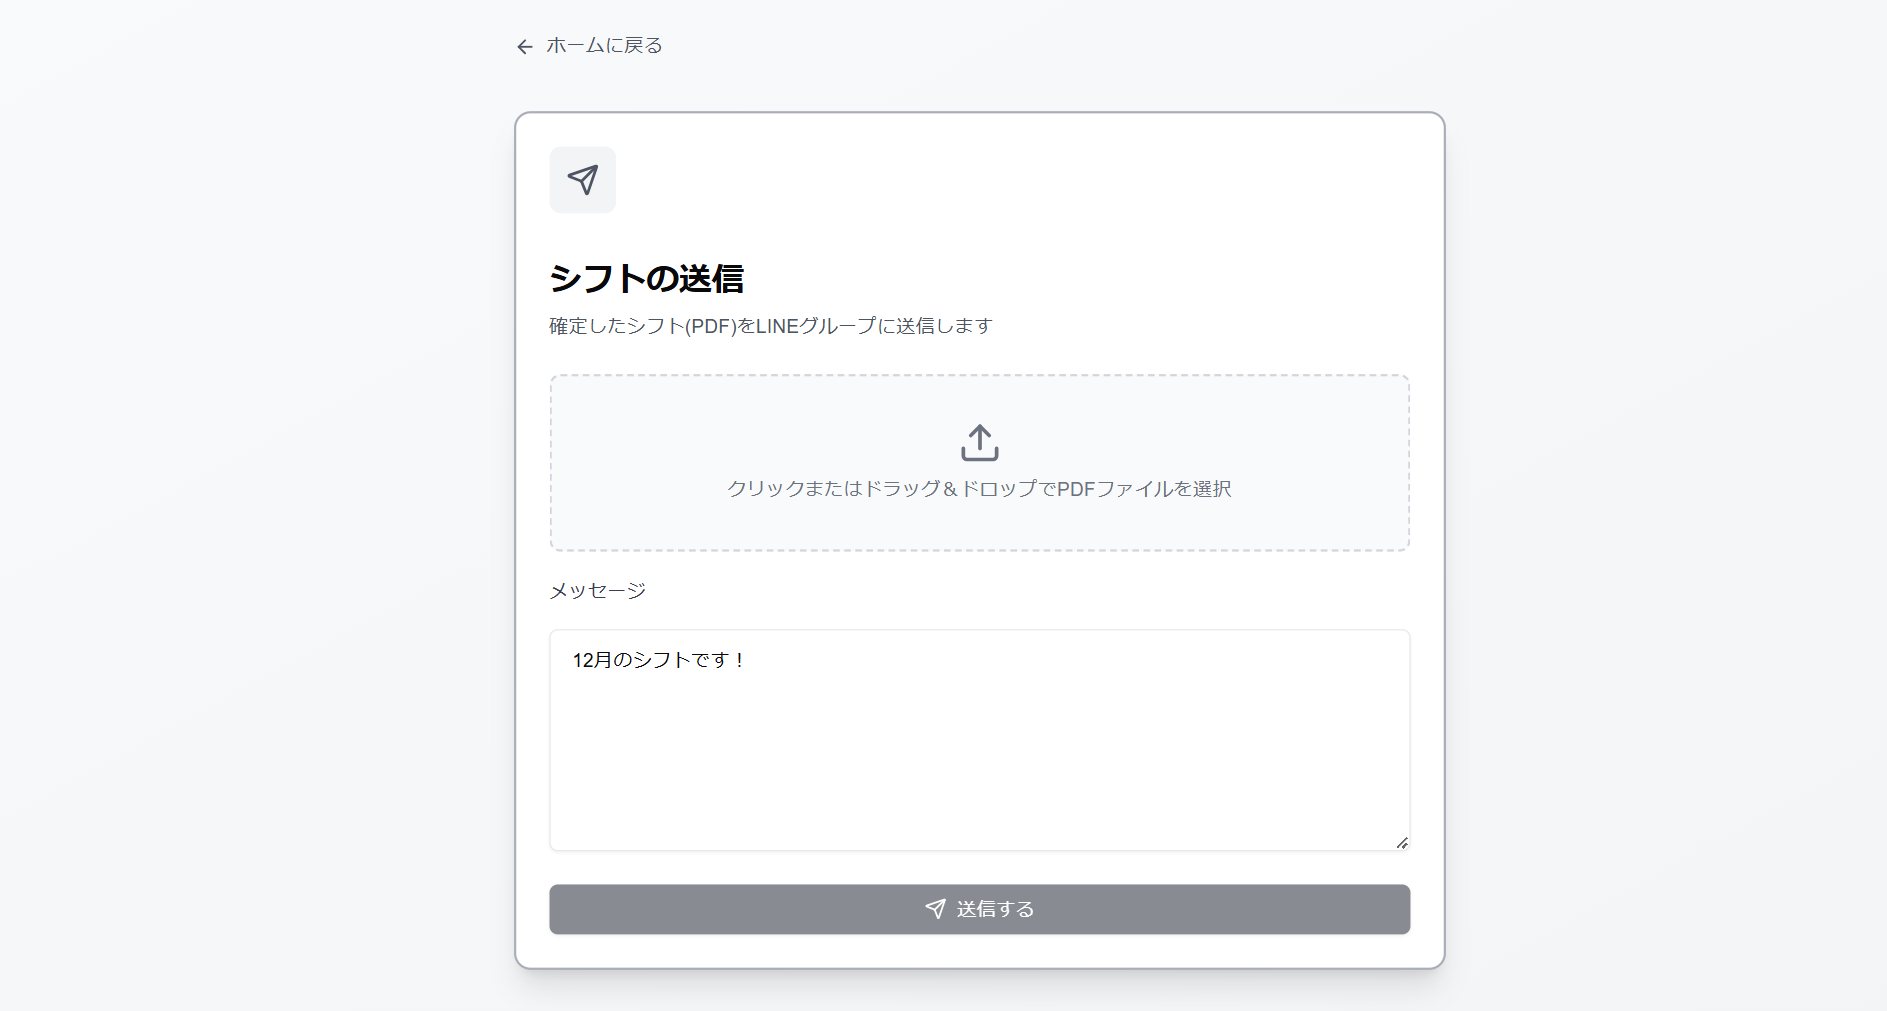 ホームに戻る
シフトの送信
確定したシフト(PDF)をLINEグループに送信します
クリックまたはドラッグ＆ドロップでPDFファイルを選択
メッセージ
12月のシフトです！
送信する